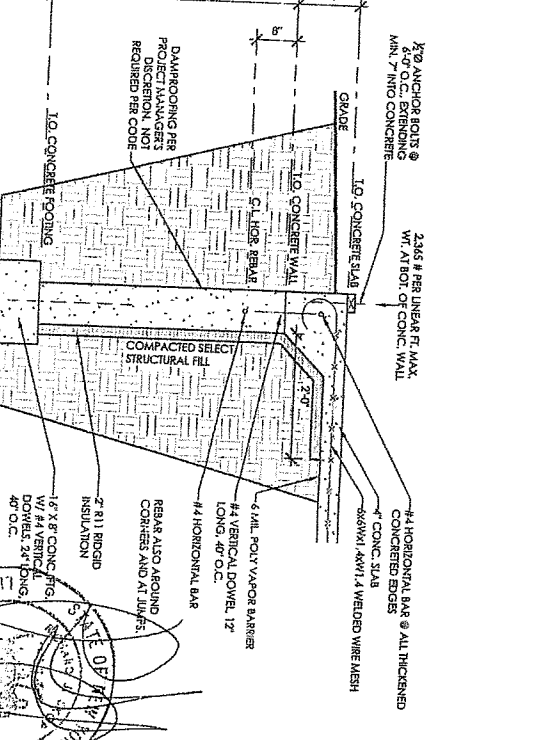 ½"Ø ANCHOR BOLTS @
6'-0" O.C., EXTENDING
MIN. 7" INTO CONCRETE
2,365 # PER LINEAR FT. MAX.
WT. AT BOT. OF CONC. WALL
#4 HORIZONTAL BAR @ ALL THICKENED
CONCRETED EDGES
4" CONC. SLAB
6x6Wx1.4xW1.4 WELDED WIRE MESH
GRADE
T.O. CONCRETE SLAB
T.O. CONCRETE WALL
C.L. HOR. REBAR
8"
2'-0"
6 MIL. POLY VAPOR BARRIER
#4 VERTICAL DOWEL, 12"
LONG, 40" O.C.
#4 HORIZONTAL BAR
DAMPROOFING PER
PROJECT MANAGER'S
DISCRETION, NOT
REQUIRED PER CODE
COMPACTED SELECT
STRUCTURAL FILL
REBAR ALSO AROUND
CORNERS AND AT JUMPS.
2" R11 RIDGID
INSULATION
T.O. CONCRETE FOOTING
16" X 8" CONC. FTG.
W/ #4 VERTICAL
DOWELS, 24" LONG,
40" O.C.
STATE OF NEW